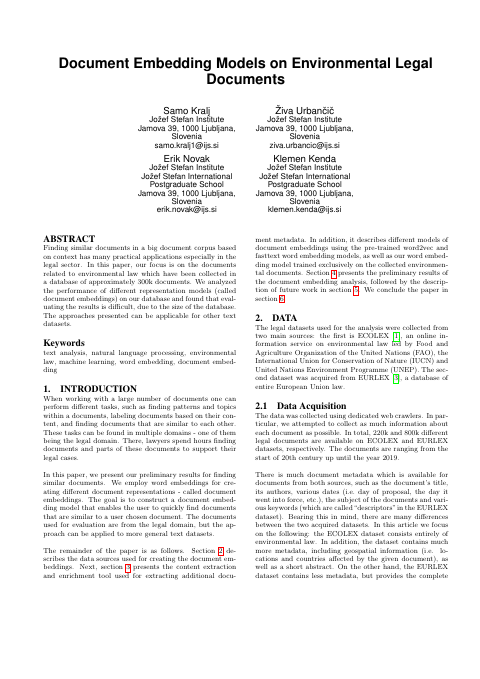 Document Embedding Models on Environmental Legal
Documents
Samo Kralj
Jožef Stefan Institute
Jamova 39, 1000 Ljubljana,
Slovenia
samo.kralj1@ijs.si
Živa Urbančič
Jožef Stefan Institute
Jamova 39, 1000 Ljubljana,
Slovenia
ziva.urbancic@ijs.si
Erik Novak
Jožef Stefan Institute
Jožef Stefan International
Postgraduate School
Jamova 39, 1000 Ljubljana,
Slovenia
erik.novak@ijs.si
Klemen Kenda
Jožef Stefan Institute
Jožef Stefan International
Postgraduate School
Jamova 39, 1000 Ljubljana,
Slovenia
klemen.kenda@ijs.si
ABSTRACT
Finding similar documents in a big document corpus based
on context has many practical applications especially in the
legal sector. In this paper, our focus is on the documents
related to environmental law which have been collected in
a database of approximately 300k documents. We analyzed
the performance of different representation models (called
document embeddings) on our database and found that eval-
uating the results is difficult, due to the size of the database.
The approaches presented can be applicable for other text
datasets.
Keywords
text analysis, natural language processing, environmental
law, machine learning, word embedding, document embed-
ding
1. INTRODUCTION
When working with a large number of documents one can
perform different tasks, such as finding patterns and topics
within a documents, labeling documents based on their con-
tent, and finding documents that are similar to each other.
These tasks can be found in multiple domains - one of them
being the legal domain. There, lawyers spend hours finding
documents and parts of these documents to support their
legal cases.
In this paper, we present our preliminary results for finding
similar documents. We employ word embeddings for cre-
ating different document representations - called document
embeddings. The goal is to construct a document embed-
ding model that enables the user to quickly find documents
that are similar to a user chosen document. The documents
used for evaluation are from the legal domain, but the ap-
proach can be applied to more general text datasets.
The remainder of the paper is as follows. Section 2 de-
scribes the data sources used for creating the document em-
beddings. Next, section 3 presents the content extraction
and enrichment tool used for extracting additional docu-
ment metadata. In addition, it describes different models of
document embeddings using the pre-trained word2vec and
fasttext word embedding models, as well as our word embed-
ding model trained exclusively on the collected environmen-
tal documents. Section 4 presents the preliminary results of
the document embedding analysis, followed by the descrip-
tion of future work in section 5. We conclude the paper in
section 6.
2. DATA
The legal datasets used for the analysis were collected from
two main sources: the first is ECOLEX [1], an online in-
formation service on environmental law led by Food and
Agriculture Organization of the United Nations (FAO), the
International Union for Conservation of Nature (IUCN) and
United Nations Environment Programme (UNEP). The sec-
ond dataset was acquired from EURLEX [3], a database of
entire European Union law.
2.1 Data Acquisition
The data was collected using dedicated web crawlers. In par-
ticular, we attempted to collect as much information about
each document as possible. In total, 220k and 800k different
legal documents are available on ECOLEX and EURLEX
datasets, respectively. The documents are ranging from the
start of 20th century up until the year 2019.
There is much document metadata which is available for
documents from both sources, such as the document's title,
its authors, various dates (i.e. day of proposal, the day it
went into force, etc.), the subject of the documents and vari-
ous keywords (which are called "descriptors" in the EURLEX
dataset). Bearing this in mind, there are many differences
between the two acquired datasets. In this article we focus
on the following: the ECOLEX dataset consists entirely of
environmental law. In addition, the dataset contains much
more metadata, including geospatial information (i.e. lo-
cations and countries affected by the given document), as
well as a short abstract. On the other hand, the EURLEX
dataset contains less metadata, but provides the complete